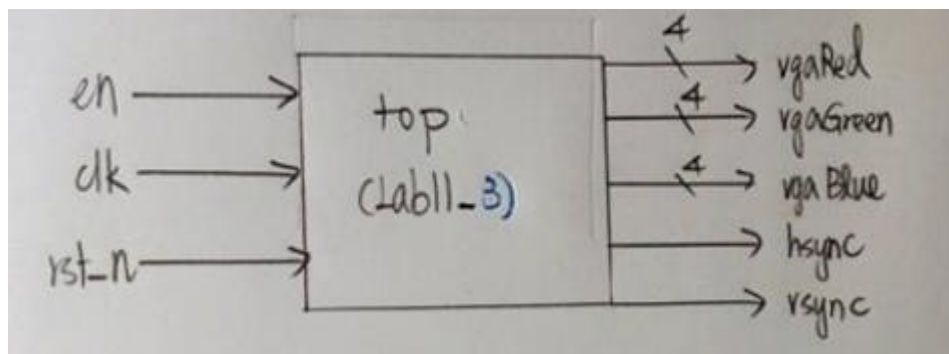 en
clk
rst_n
top
(Lab11_3)
4
vgaRed
4
vgaGreen
4
vgaBlue
hsync
vsync